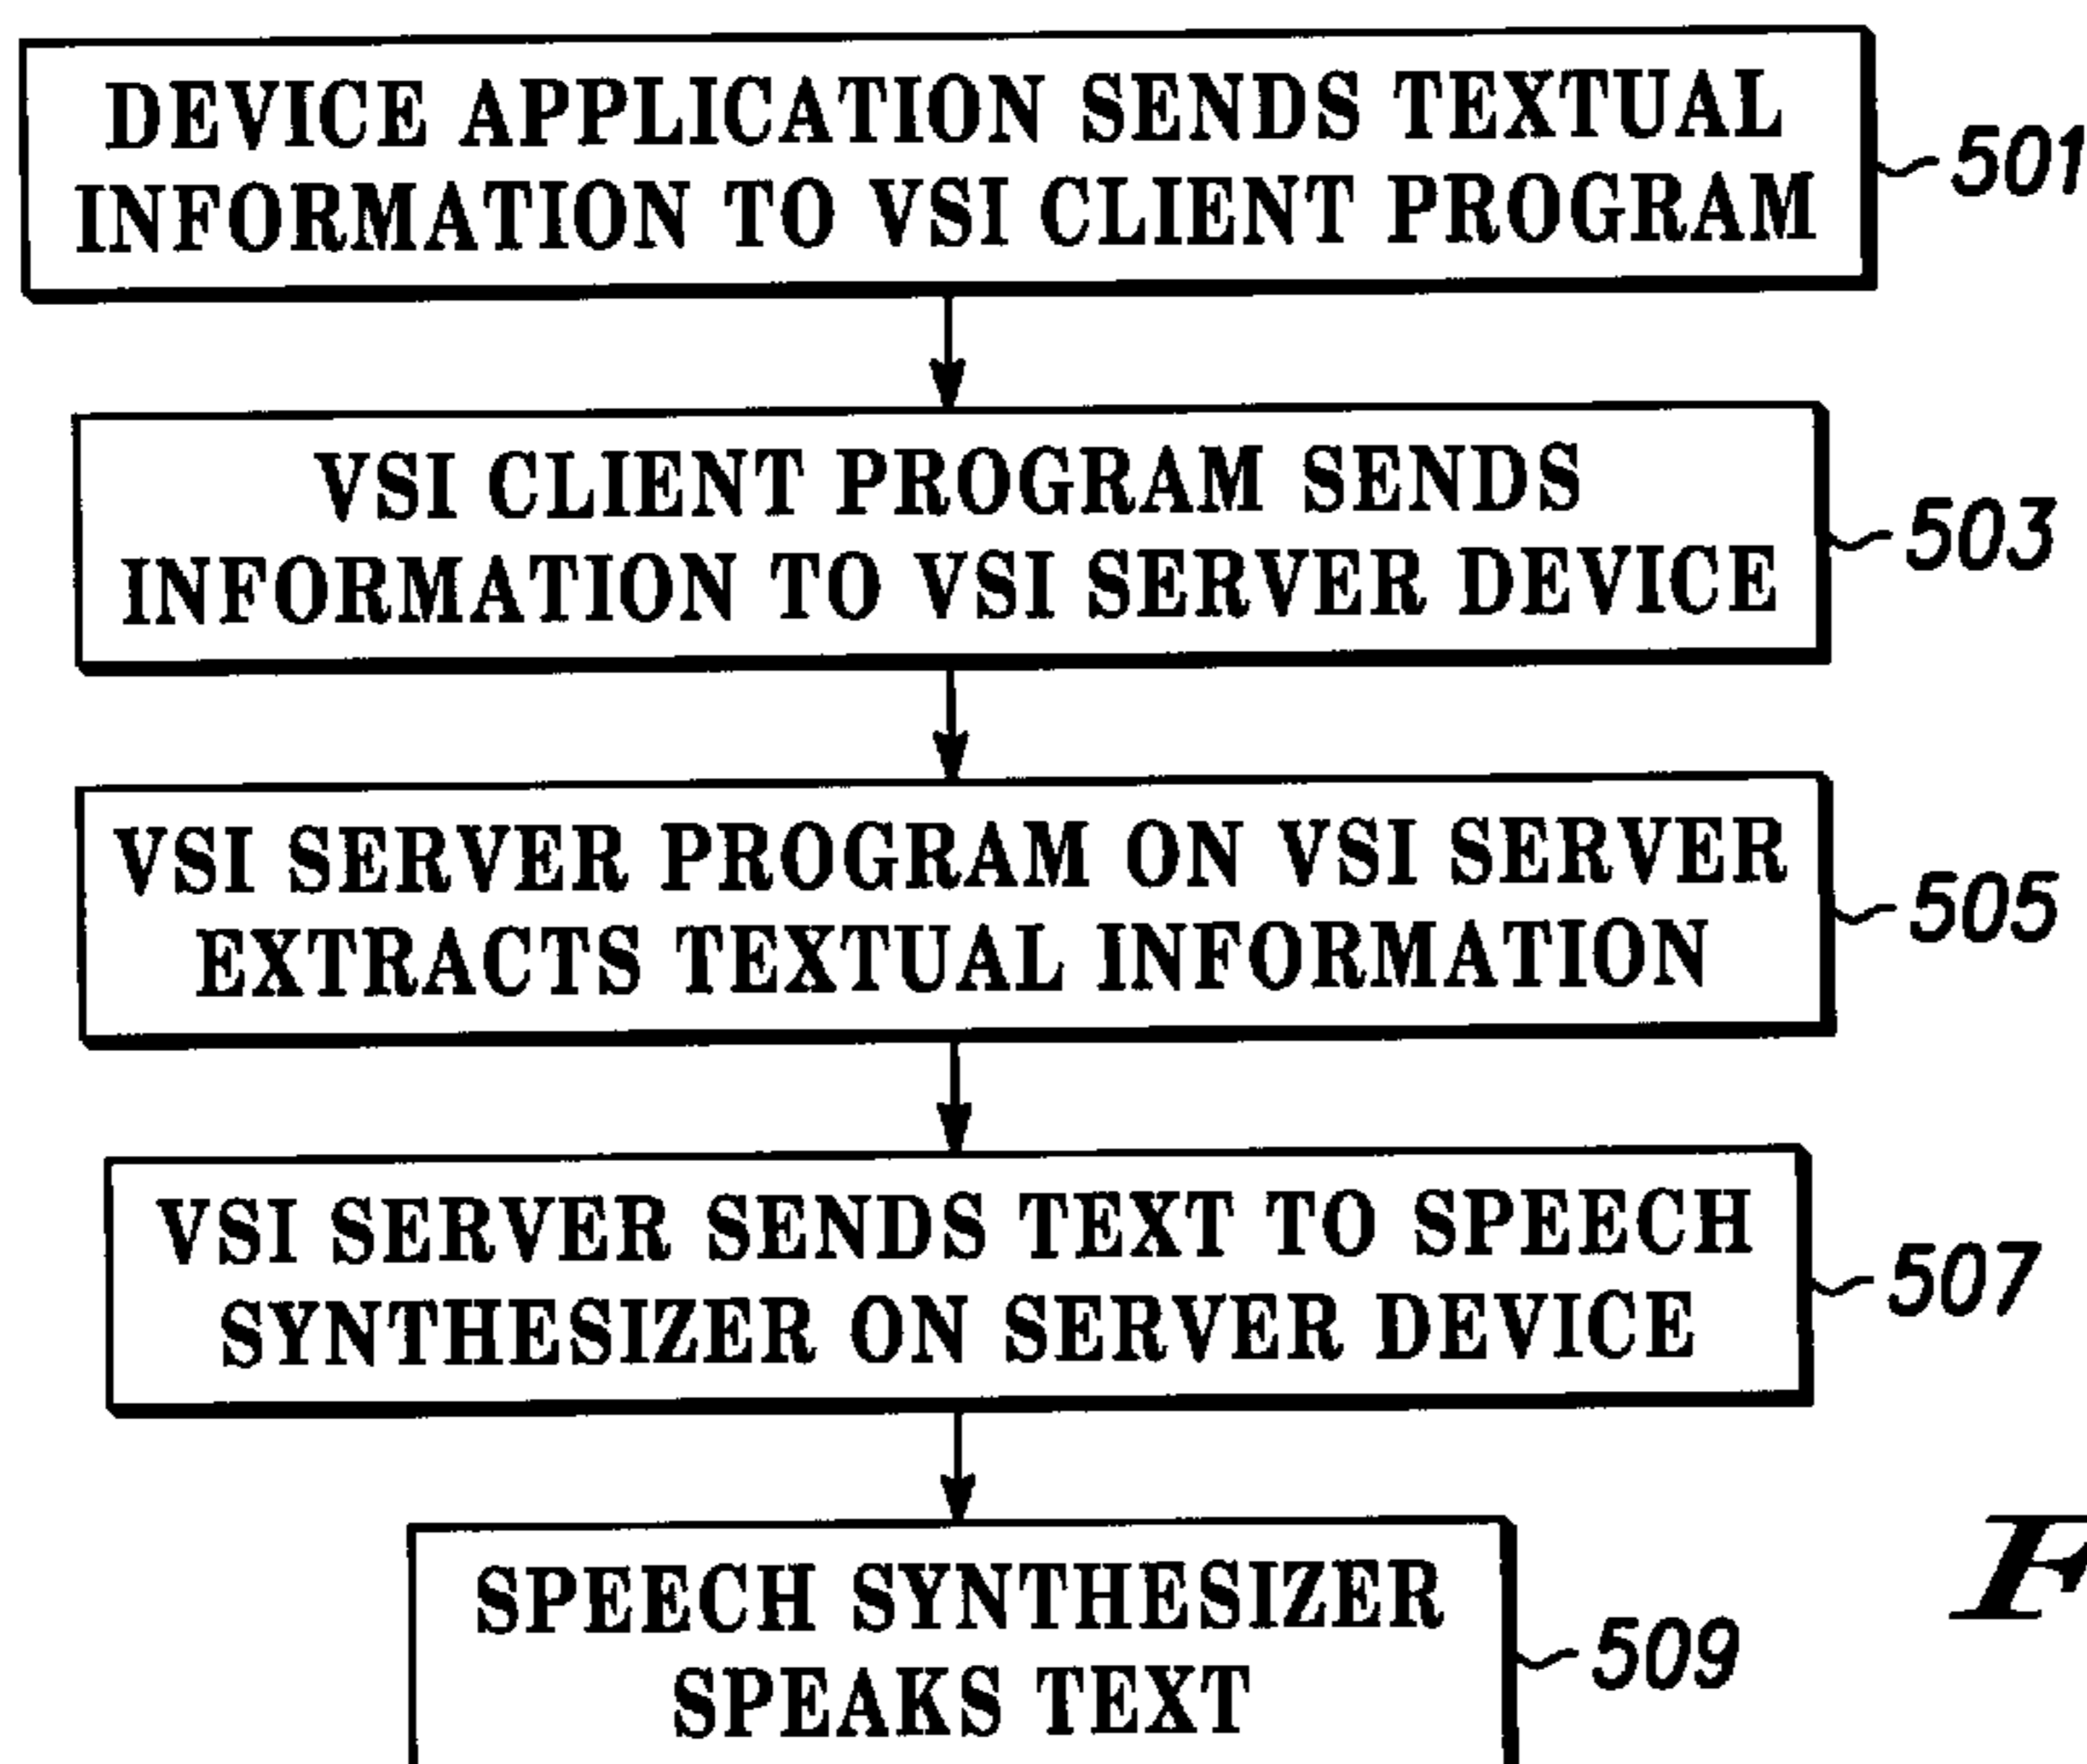 DEVICE APPLICATION SENDS TEXTUAL
INFORMATION TO VSI CLIENT PROGRAM
501
VSI CLIENT PROGRAM SENDS
INFORMATION TO VSI SERVER DEVICE
503
VSI SERVER PROGRAM ON VSI SERVER
EXTRACTS TEXTUAL INFORMATION
505
VSI SERVER SENDS TEXT TO SPEECH
SYNTHESIZER ON SERVER DEVICE
507
SPEECH SYNTHESIZER
SPEAKS TEXT
509
F